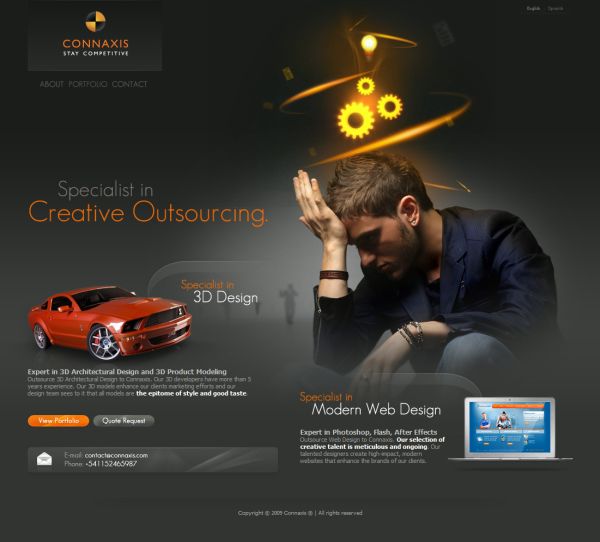 English Spanish
CONNAXIS
STAY COMPETITIVE
ABOUT PORTFOLIO CONTACT
Specialist in
Creative Outsourcing.
Specialist in
3D Design
Expert in 3D Architectural Design and 3D Product Modeling
Outsource 3D Architectural Design to Connaxis. Our 3D developers have more than 5
years experience. Our 3D models enhance our clients marketing efforts and our
design team sees to it that all models are the epitome of style and good taste.
View Portfolio Quote Request
E-mail: contact@connaxis.com
Phone: +541152465987
Specialist in
Modern Web Design
Expert in Photoshop, Flash, After Effects
Outsource Web Design to Connaxis. Our selection of
creative talent is meticulous and ongoing. Our
talented designers create high-impact, modern
websites that enhance the brands of our clients.
Copyright © 2009 Connaxis ® | All rights reserved